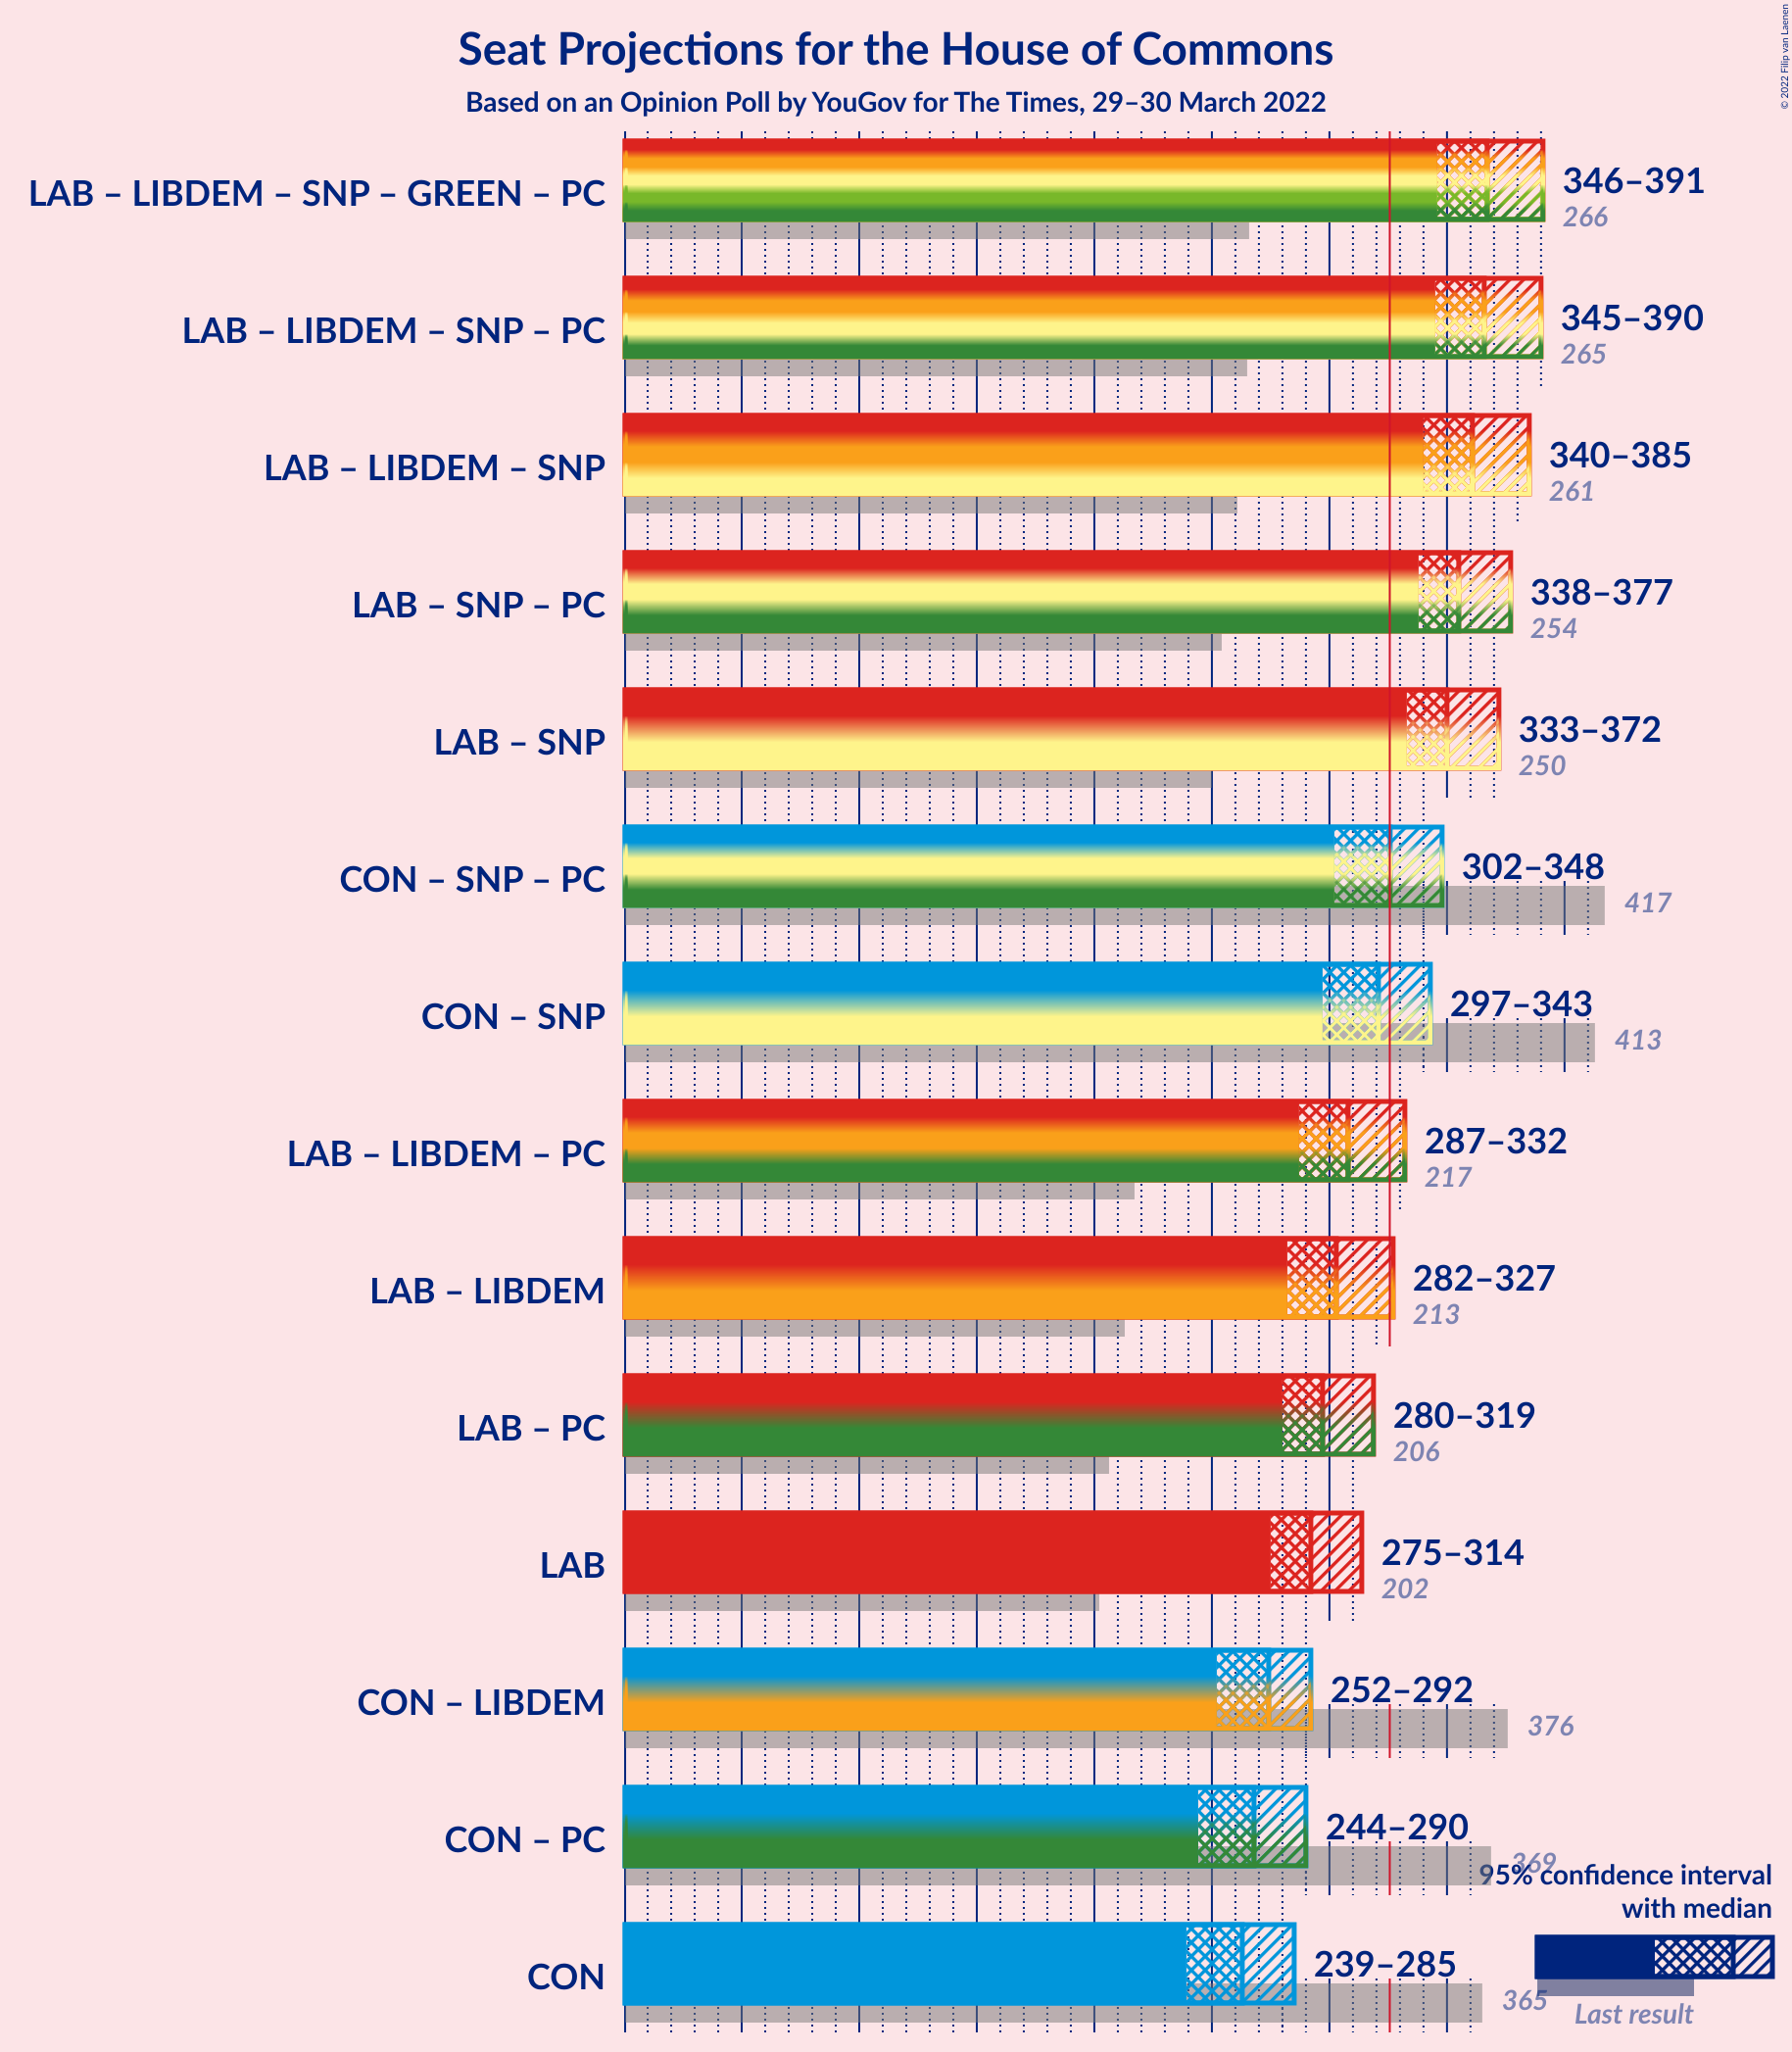 © 2022 Filip van Laenen
Seat Projections for the House of Commons
Based on an Opinion Poll by YouGov for The Times, 29–30 March 2022
LAB – LIBDEM – SNP – GREEN – PC
346–391
266
LAB – LIBDEM – SNP – PC
345–390
265
LAB – LIBDEM – SNP
340–385
261
LAB – SNP – PC
338–377
254
LAB – SNP
333–372
250
CON – SNP – PC
302–348
417
CON – SNP
297–343
413
LAB – LIBDEM – PC
287–332
217
LAB – LIBDEM
282–327
213
LAB – PC
280–319
206
LAB
275–314
202
CON – LIBDEM
252–292
376
CON – PC
244–290
369
CON
239–285
365
95% confidence interval
with median
Last result